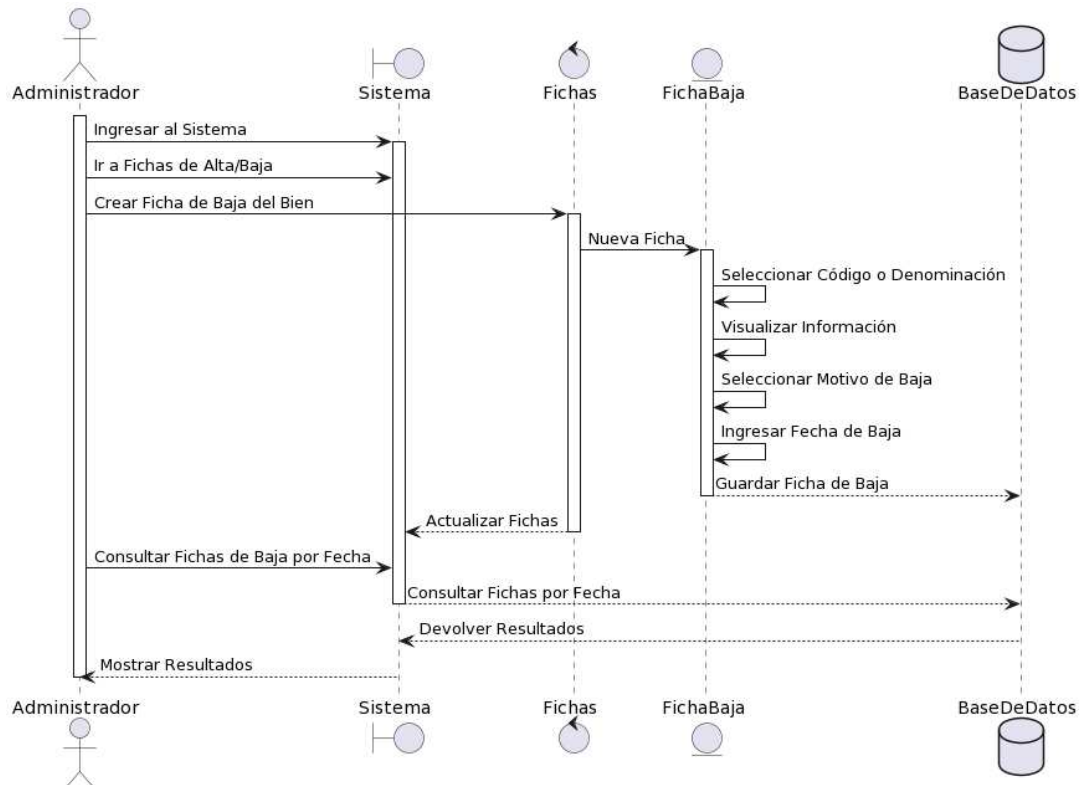 Administrador
Sistema
Fichas
FichaBaja
BaseDeDatos
Ingresar al Sistema
Ir a Fichas de Alta/Baja
Crear Ficha de Baja del Bien
Nueva Ficha
Seleccionar Código o Denominación
Visualizar Información
Seleccionar Motivo de Baja
Ingresar Fecha de Baja
Guardar Ficha de Baja
Actualizar Fichas
Consultar Fichas de Baja por Fecha
Consultar Fichas por Fecha
Devolver Resultados
Mostrar Resultados
Administrador
Sistema
Fichas
FichaBaja
BaseDeDatos